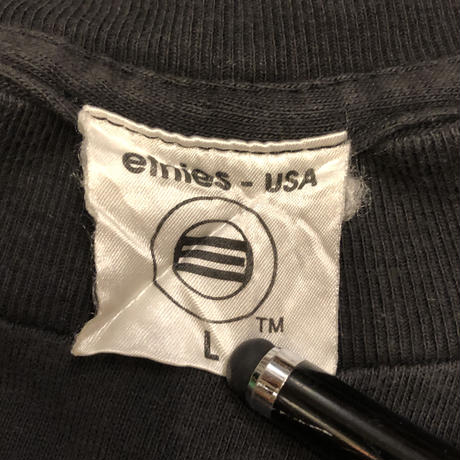 etnies - USA
TM
L